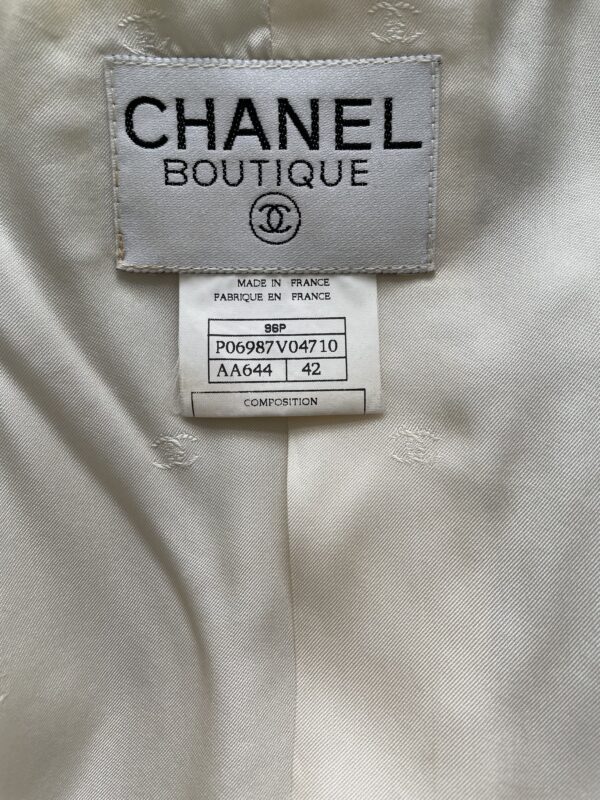 CHANEL
BOUTIQUE
MADE IN FRANCE
FABRIQUE EN FRANCE
96P
P06987V04710
AA644 42
COMPOSITION